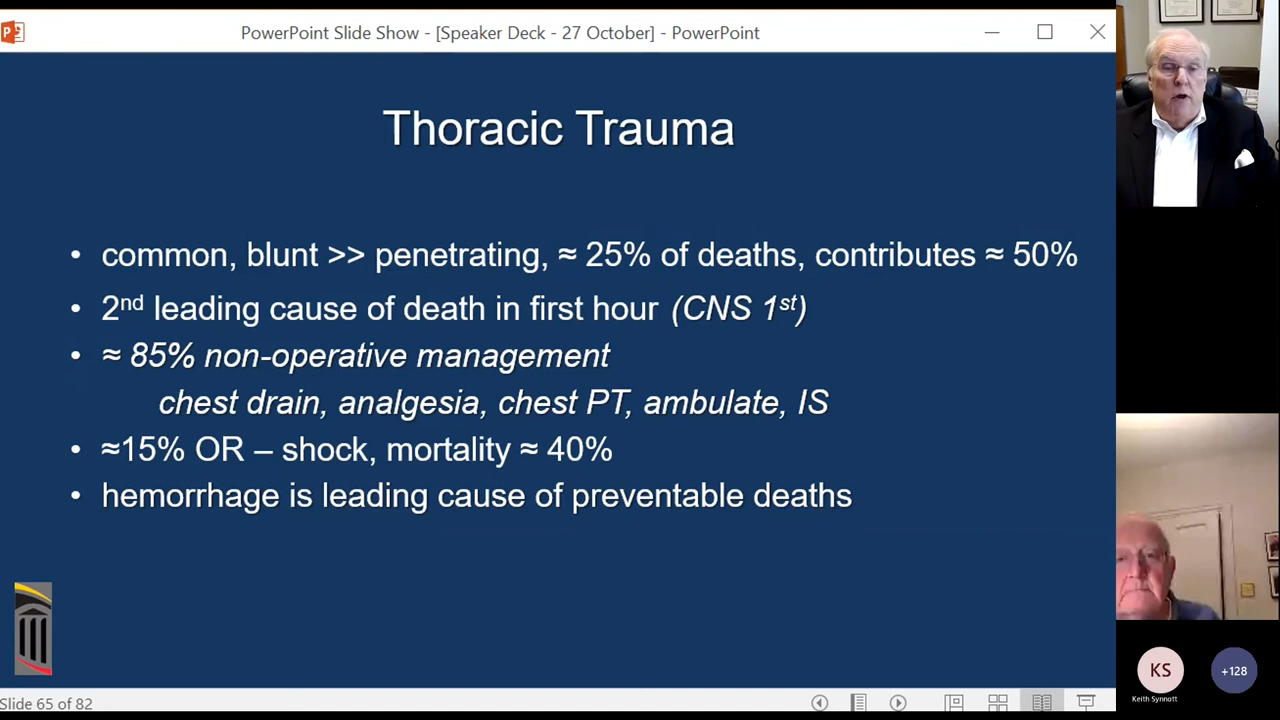 PowerPoint Slide Show - [Speaker Deck - 27 October] - PowerPoint
Thoracic Trauma
• common, blunt >> penetrating, ≈ 25% of deaths, contributes ≈ 50%
• 2nd leading cause of death in first hour (CNS 1st)
• ≈ 85% non-operative management
chest drain, analgesia, chest PT, ambulate, IS
• ≈15% OR – shock, mortality ≈ 40%
• hemorrhage is leading cause of preventable deaths
KS
+128
Keith Synnott
Slide 65 of 82